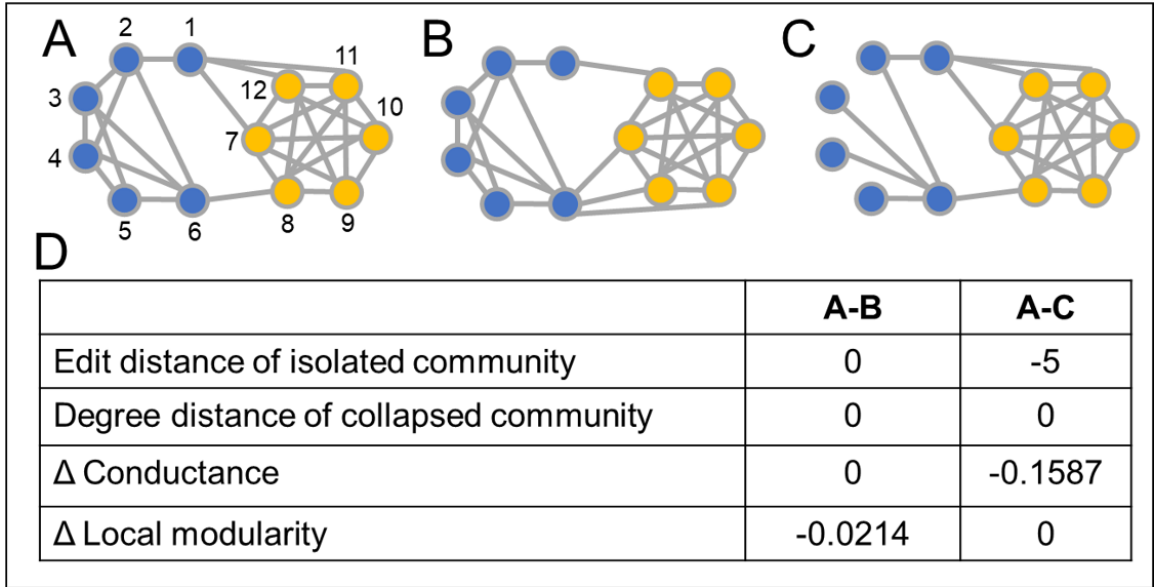 A
B
C
2
1
11
3
12
10
4
7
5
6
8
9
D
A-B A-C
Edit distance of isolated community 0 -5
Degree distance of collapsed community 0 0
Δ Conductance 0 -0.1587
Δ Local modularity -0.0214 0